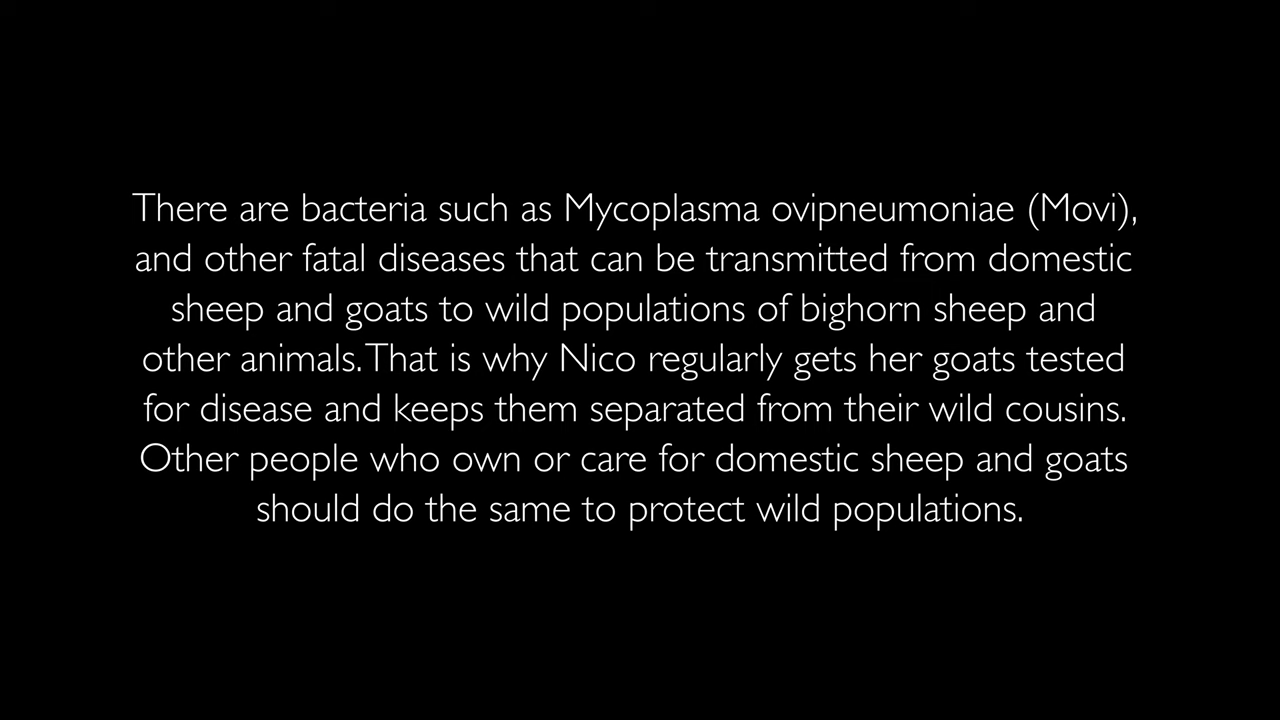 There are bacteria such as Mycoplasma ovipneumoniae (Movi),
and other fatal diseases that can be transmitted from domestic
sheep and goats to wild populations of bighorn sheep and
other animals. That is why Nico regularly gets her goats tested
for disease and keeps them separated from their wild cousins.
Other people who own or care for domestic sheep and goats
should do the same to protect wild populations.